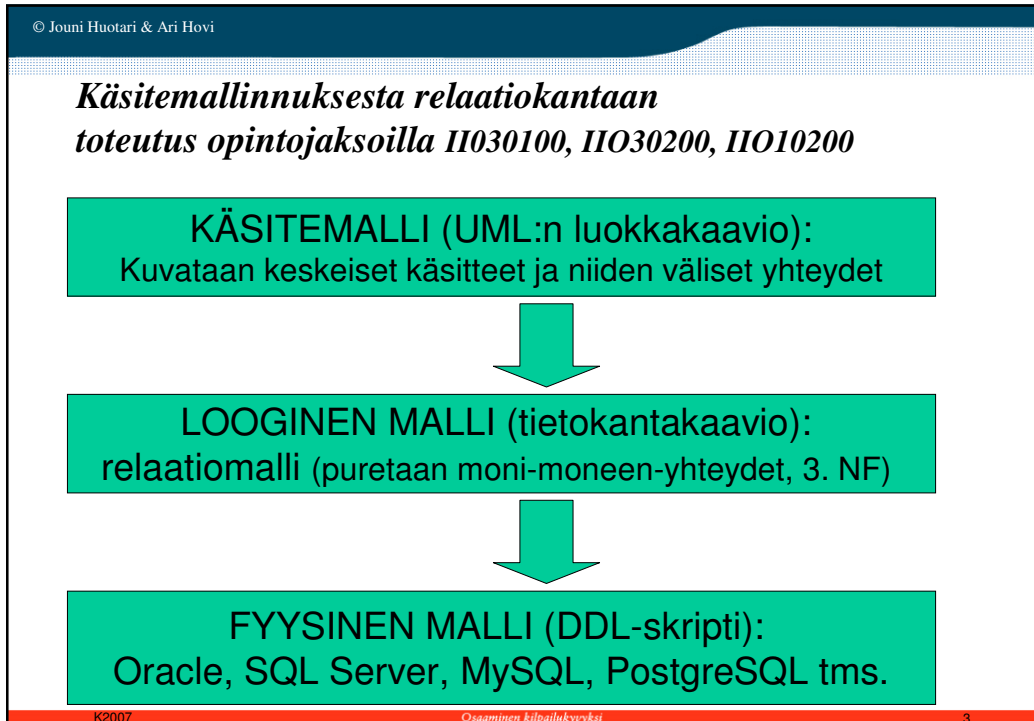 © Jouni Huotari & Ari Hovi
Käsitemallinnuksesta relaatiokantaan
toteutus opintojaksoilla II030100, IIO30200, IIO10200
KÄSITEMALLI (UML:n luokkakaavio):
Kuvataan keskeiset käsitteet ja niiden väliset yhteydet
LOOGINEN MALLI (tietokantakaavio):
relaatiomalli (puretaan moni-moneen-yhteydet, 3. NF)
FYYSINEN MALLI (DDL-skripti):
Oracle, SQL Server, MySQL, PostgreSQL tms.
K2007 Osaaminen kilpailukyvyksi 3